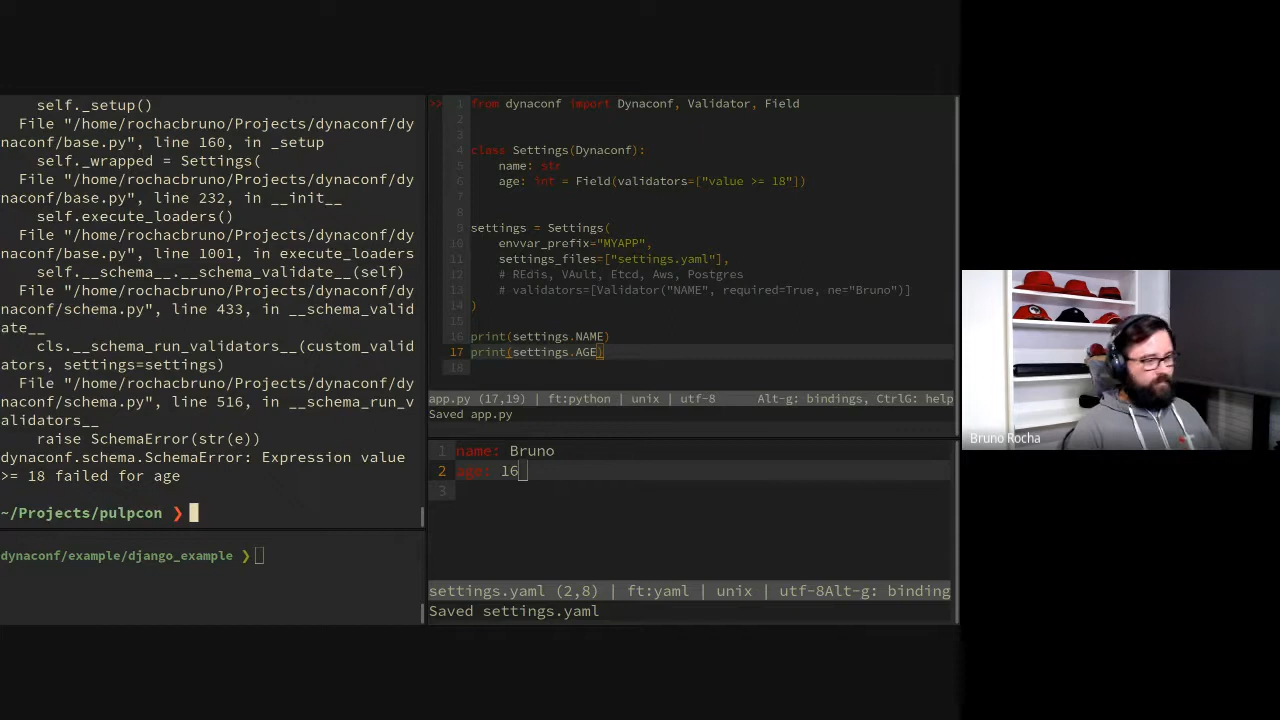 self._setup()
File "/home/rochacbruno/Projects/dynaconf/dy
naconf/base.py", line 160, in _setup
self._wrapped = Settings(
File "/home/rochacbruno/Projects/dynaconf/dy
naconf/base.py", line 232, in __init__
self.execute_loaders()
File "/home/rochacbruno/Projects/dynaconf/dy
naconf/base.py", line 1001, in execute_loaders
self.__schema__.__schema_validate__(self)
File "/home/rochacbruno/Projects/dynaconf/dy
naconf/schema.py", line 433, in __schema_valid
ate__
cls.__schema_run_validators__(custom_valid
ators, settings=settings)
File "/home/rochacbruno/Projects/dynaconf/dy
naconf/schema.py", line 516, in __schema_run_v
alidators__
raise SchemaError(str(e))
dynaconf.schema.SchemaError: Expression value
>= 18 failed for age
~/Projects/pulpcon ❯
dynaconf/example/django_example ❯
>> 1 from dynaconf import Dynaconf, Validator, Field
2
3
4 class Settings(Dynaconf):
5 name: str
6 age: int = Field(validators=["value >= 18"])
7
8
9 settings = Settings(
10 envvar_prefix="MYAPP",
11 settings_files=["settings.yaml"],
12 # REdis, VAult, Etcd, Aws, Postgres
13 # validators=[Validator("NAME", required=True, ne="Bruno")]
14 )
15
16 print(settings.NAME)
17 print(settings.AGE)
18
app.py (17,19) | ft:python | unix | utf-8 Alt-g: bindings, CtrlG: help
Saved app.py
1 name: Bruno
2 age: 16
3
settings.yaml (2,8) | ft:yaml | unix | utf-8Alt-g: binding
Saved settings.yaml
Bruno Rocha